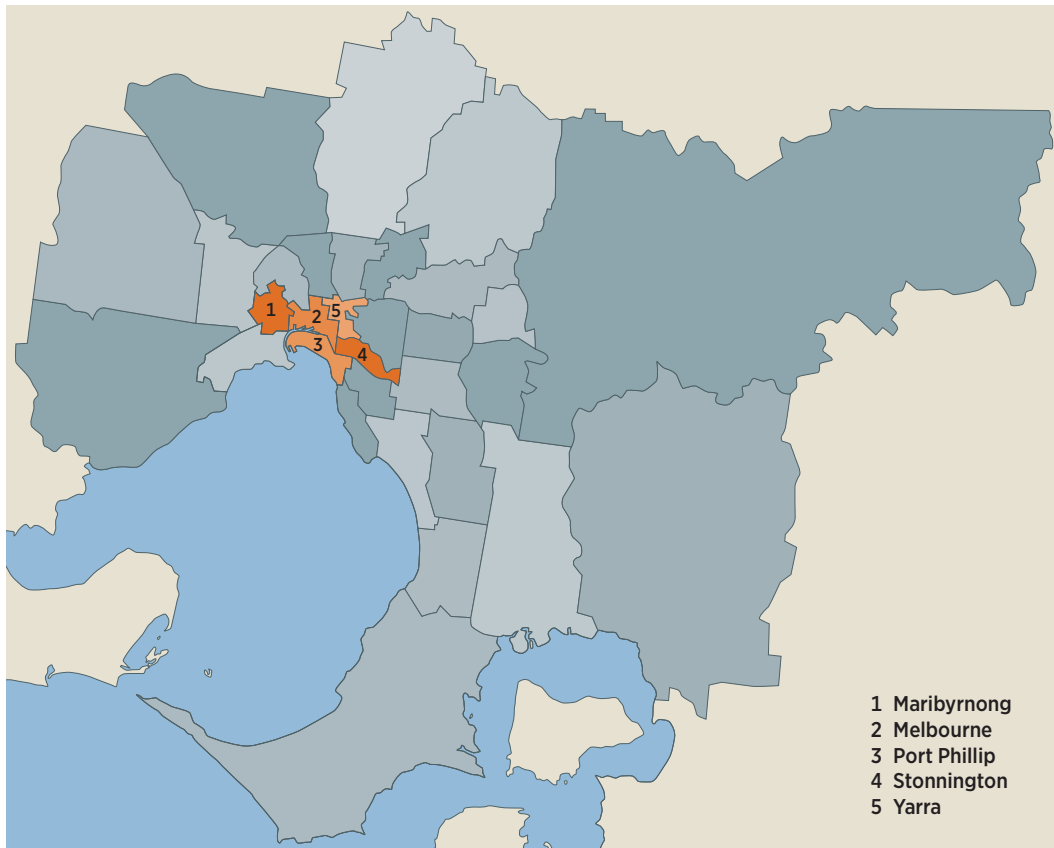 1
2
5
3
4
1 Maribyrnong
2 Melbourne
3 Port Phillip
4 Stonnington
5 Yarra